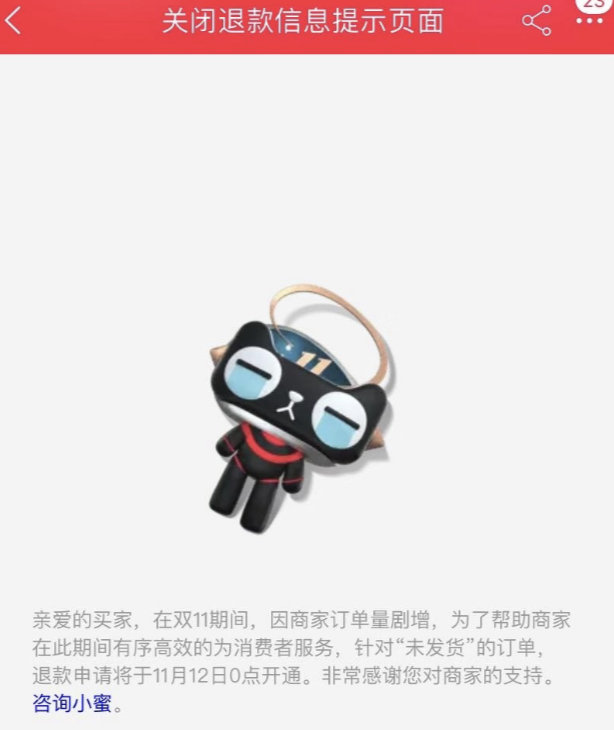 关闭退款信息提示页面
23
11
亲爱的买家，在双11期间，因商家订单量剧增，为了帮助商家
在此期间有序高效的为消费者服务，针对“未发货”的订单，
退款申请将于11月12日0点开通。非常感谢您对商家的支持。
咨询小蜜。